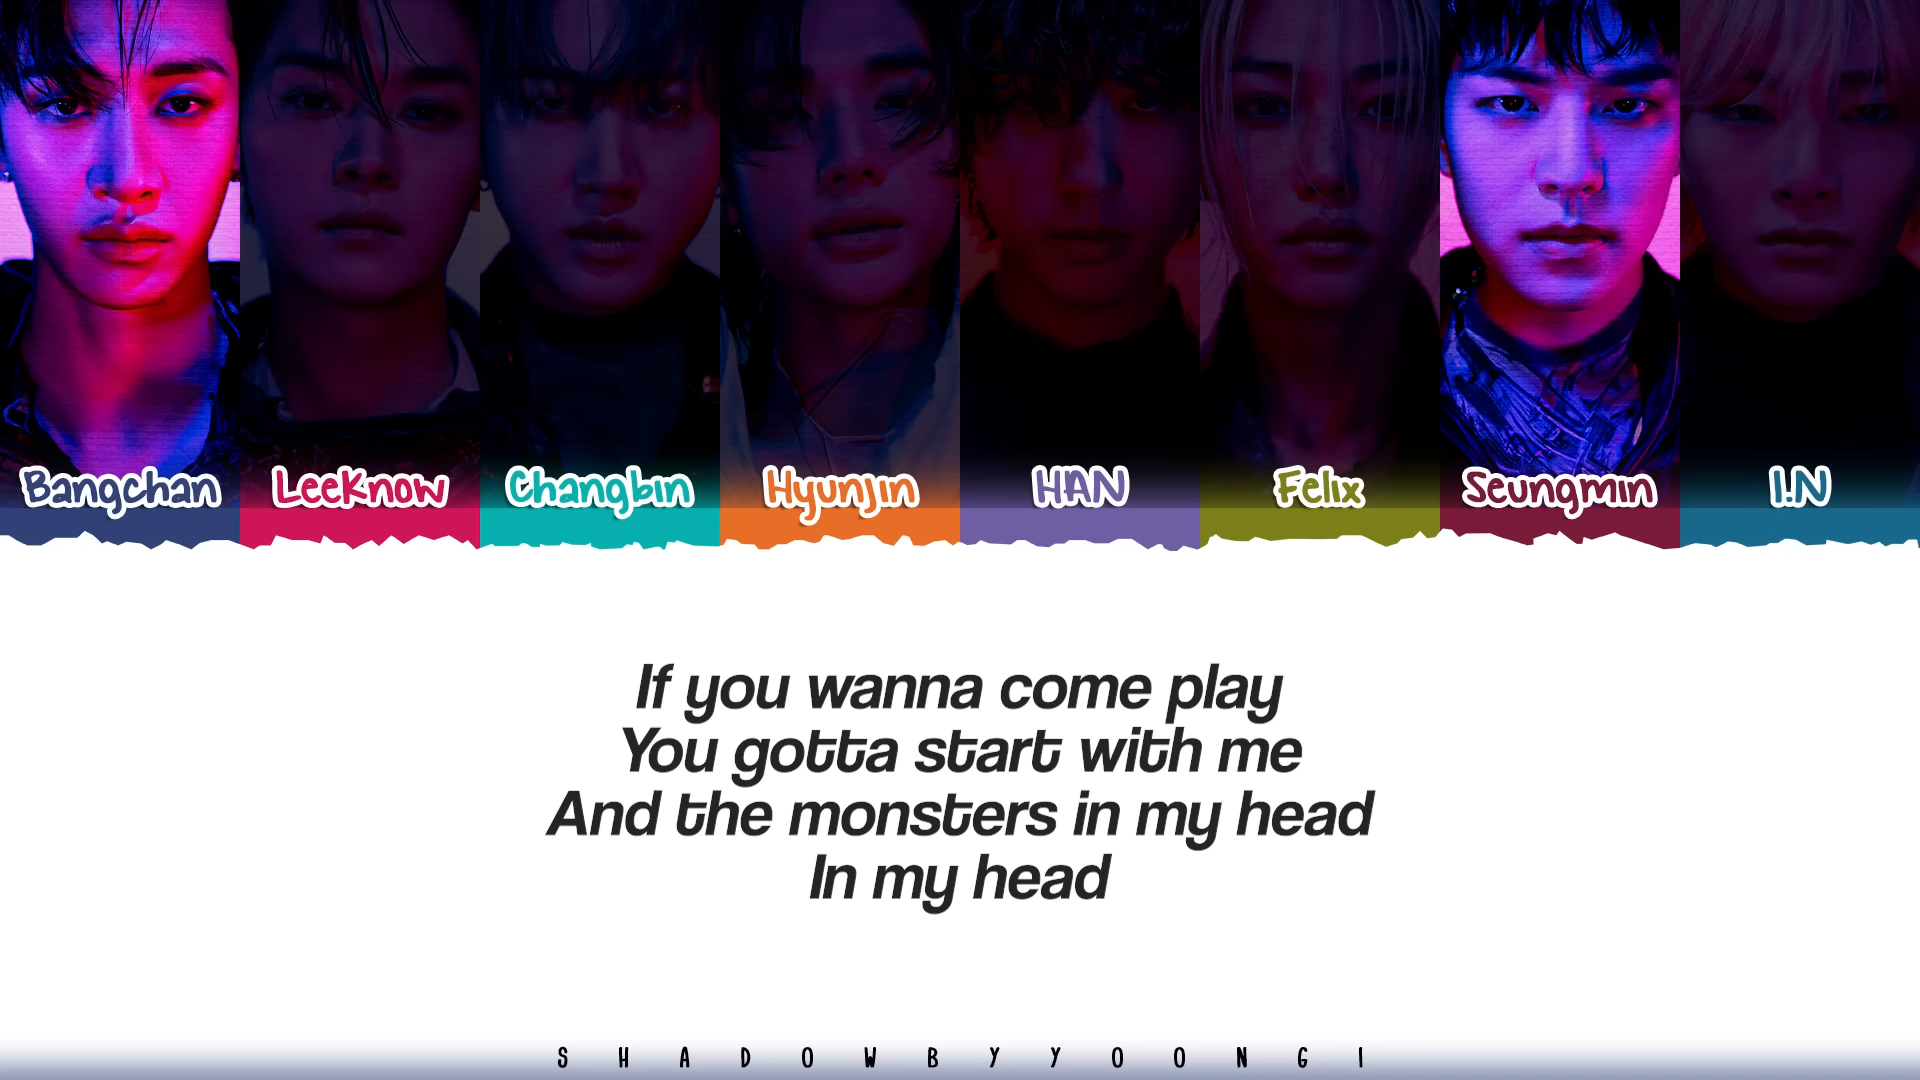 Bangchan LeeKnow Changbin Hyunjin HAN Felix Seungmin I.N
If you wanna come play
You gotta start with me
And the monsters in my head
In my head
SHADOWBYYOONGI